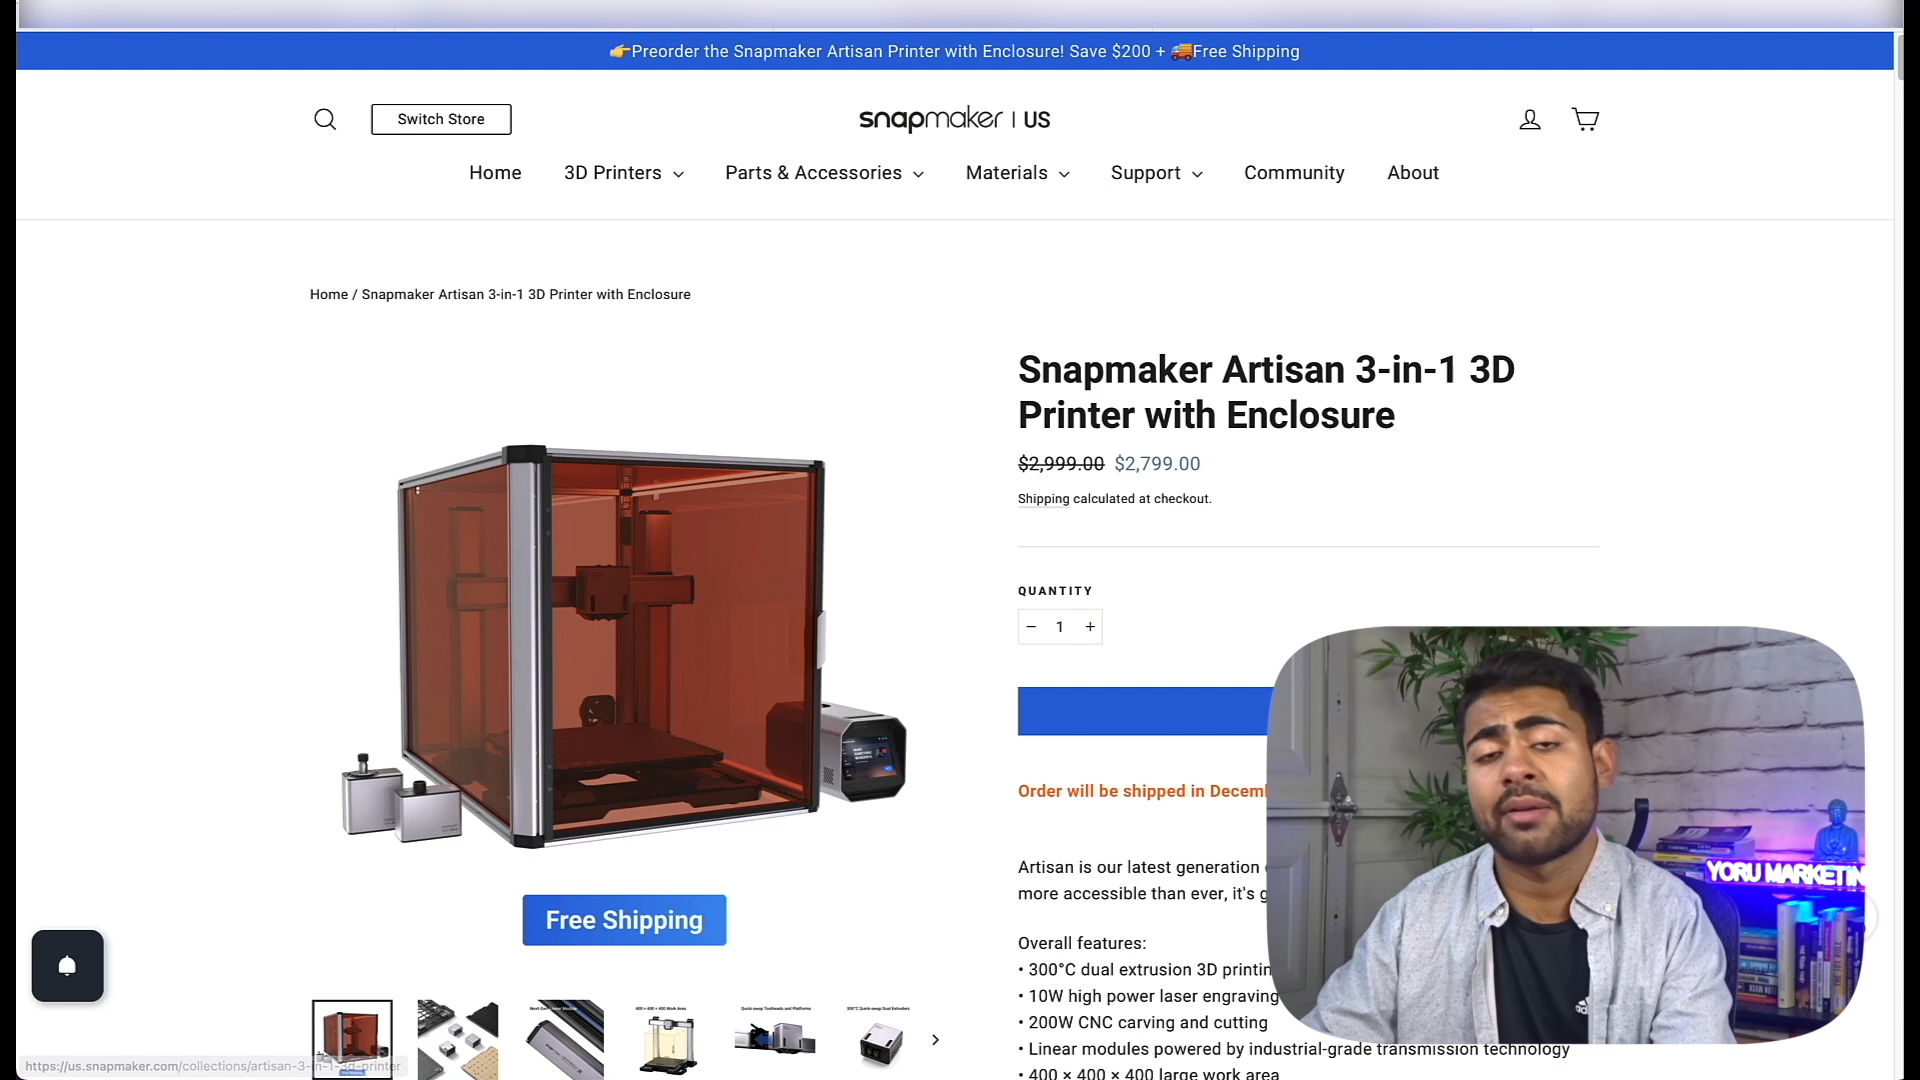 👉Preorder the Snapmaker Artisan Printer with Enclosure! Save $200 + 🚚Free Shipping
Switch Store
snapmaker | US
Home
3D Printers
Parts & Accessories
Materials
Support
Community
About
Home / Snapmaker Artisan 3-in-1 3D Printer with Enclosure
Snapmaker Artisan 3-in-1 3D
Printer with Enclosure
$2,999.00 $2,799.00
Shipping calculated at checkout.
QUANTITY
− 1 +
Order will be shipped in Decem
Artisan is our latest generation
more accessible than ever, it's
Overall features:
• 300°C dual extrusion 3D printin
• 10W high power laser engraving
• 200W CNC carving and cutting
• Linear modules powered by industrial-grade transmission technology
• 400 × 400 × 400 large work area
Free Shipping
400 × 400 × 400 Work Area
Quick-swap Toolheads and Platforms
300°C Quick-swap Dual Extruders
https://us.snapmaker.com/collections/artisan-3-in-1-3d-printer
YORU MARKETIN